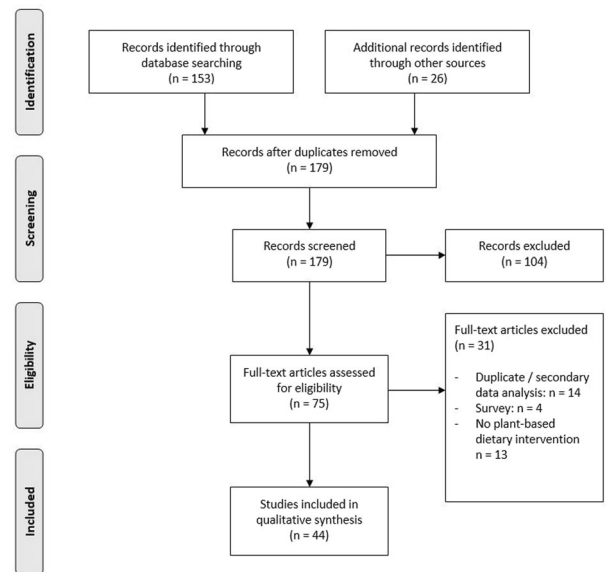 Identification
Records identified through
database searching
(n = 153)
Additional records identified
through other sources
(n = 26)
Records after duplicates removed
(n = 179)
Screening
Records screened
(n = 179)
Records excluded
(n = 104)
Eligibility
Full-text articles assessed
for eligibility
(n = 75)
Full-text articles excluded
(n = 31)
- Duplicate / secondary
data analysis: n = 14
- Survey: n = 4
- No plant-based
dietary intervention
n = 13
Included
Studies included in
qualitative synthesis
(n = 44)